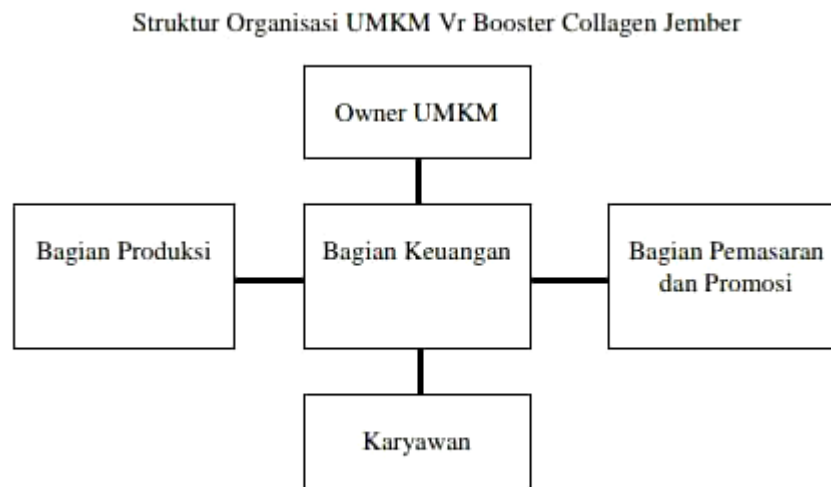 Struktur Organisasi UMKM Vr Booster Collagen Jember
Owner UMKM
Bagian Produksi
Bagian Keuangan
Bagian Pemasaran
dan Promosi
Karyawan